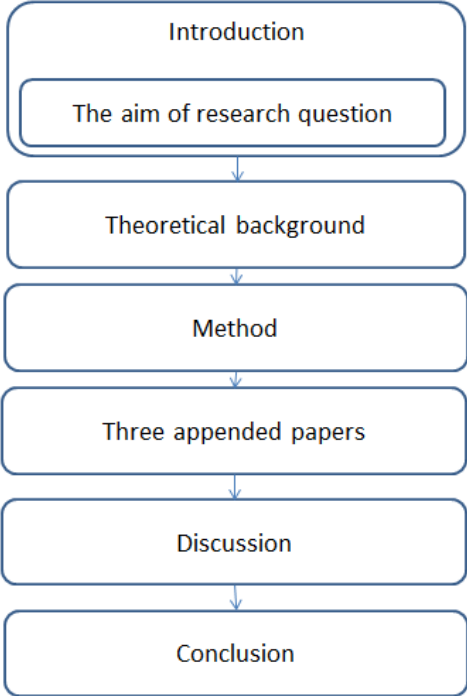 Introduction
The aim of research question
Theoretical background
Method
Three appended papers
Discussion
Conclusion